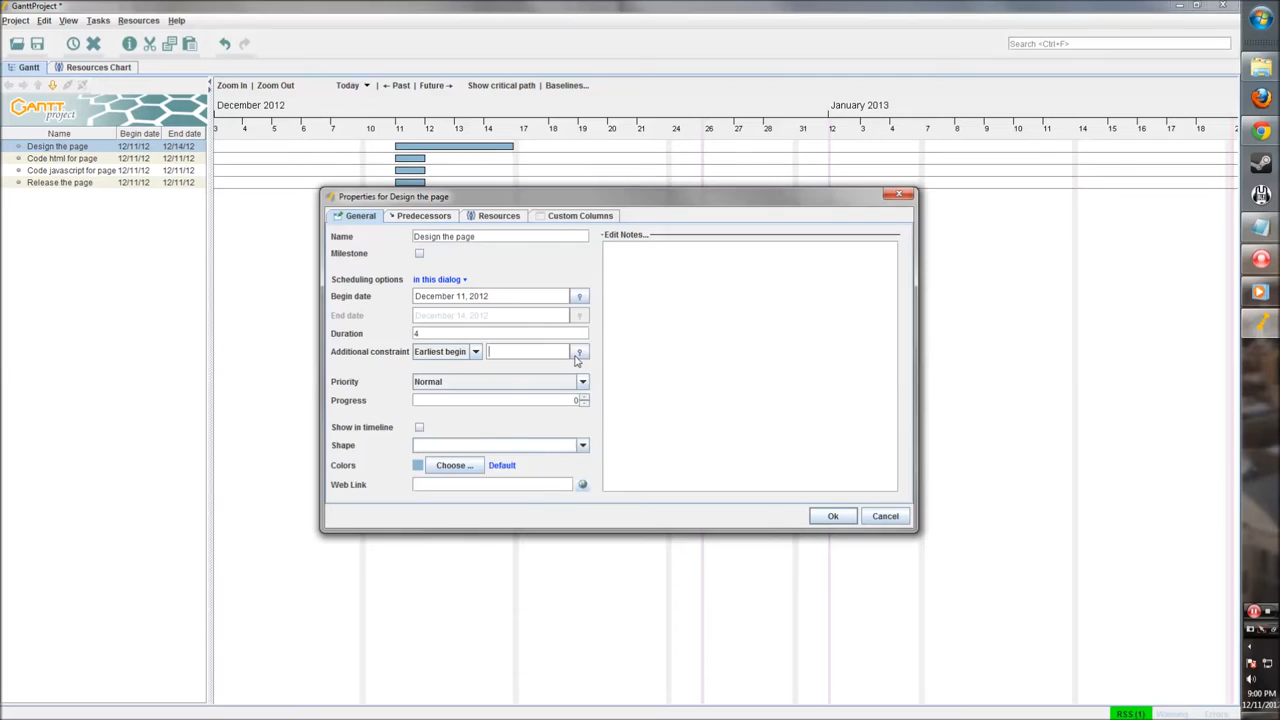 GanttProject *
Project Edit View Tasks Resources Help
Search <Ctrl+F>
Gantt Resources Chart
Zoom In | Zoom Out Today ← Past Future → Show critical path Baselines...
GANTT project
December 2012 January 2013
3 4 5 6 7 10 11 12 13 14 17 18 19 20 21 24 26 27 28 31 2 3 4 7 8 9 10 11 14 15 16 17 18 2
Name Begin date End date
Design the page 12/11/12 12/14/12
Code html for page 12/11/12 12/11/12
Code javascript for page 12/11/12 12/11/12
Release the page 12/11/12 12/11/12
Properties for Design the page
General Predecessors Resources Custom Columns
Name Design the page
Milestone
Scheduling options in this dialog
Begin date December 11, 2012
End date December 14, 2012
Duration 4
Additional constraint Earliest begin
Priority Normal
Progress 0
Show in timeline
Shape
Colors Choose ... Default
Web Link
Edit Notes...
Ok Cancel
RSS (1) Warning Errors
9:00 PM
12/11/201